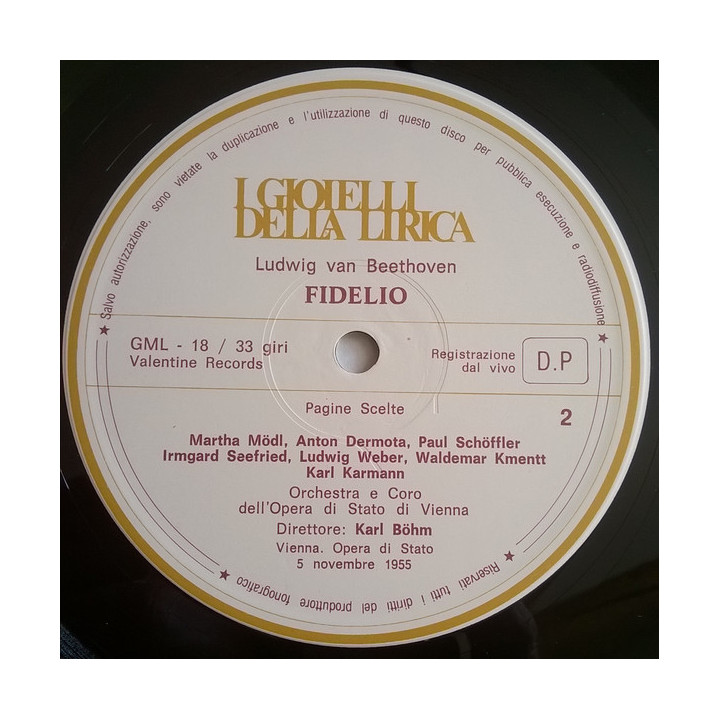 Salvo autorizzazione, sono vietate la duplicazione e l'utilizzazione di questo disco per pubblica esecuzione e radiodiffusione
I GIOIELLI
DELLA LIRICA
Ludwig van Beethoven
FIDELIO
GML - 18 / 33 giri
Valentine Records
Registrazione
dal vivo
D.P
Pagine Scelte
2
Martha Mödl, Anton Dermota, Paul Schöffler
Irmgard Seefried, Ludwig Weber, Waldemar Kmentt
Karl Karmann
Orchestra e Coro
dell'Opera di Stato di Vienna
Direttore: Karl Böhm
Vienna. Opera di Stato
5 novembre 1955
Riservati tutti i diritti del produttore fonografico